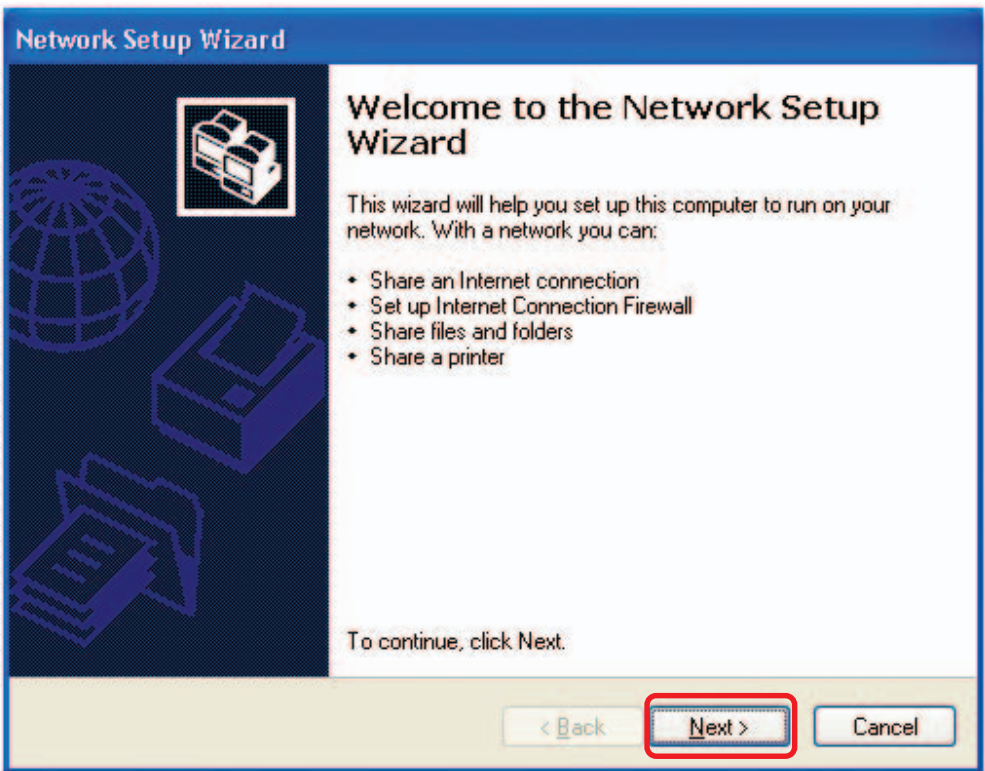 Network Setup Wizard
Welcome to the Network Setup
Wizard
This wizard will help you set up this computer to run on your
network. With a network you can:
• Share an Internet connection
• Set up Internet Connection Firewall
• Share files and folders
• Share a printer
To continue, click Next.
< Back Next > Cancel